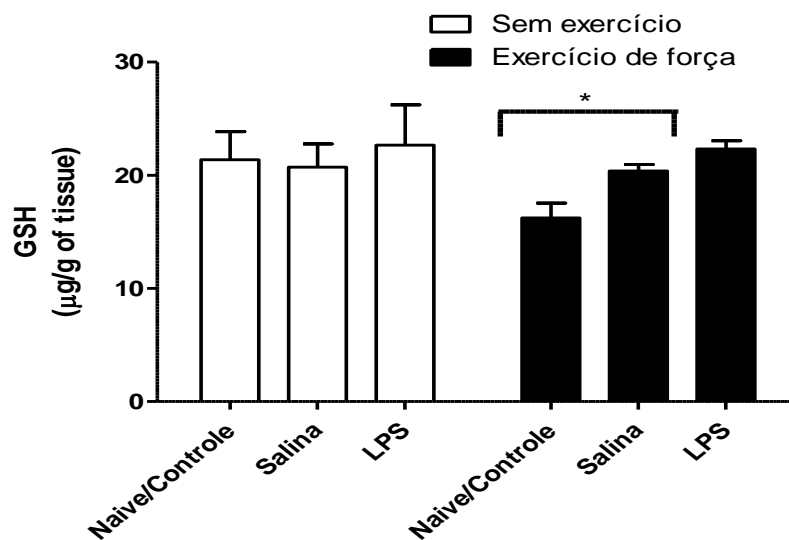 Sem exercício
Exercício de força
30
20
10
0
GSH
(μg/g of tissue)
*
Naive/Controle
Salina
LPS
Naive/Controle
Salina
LPS